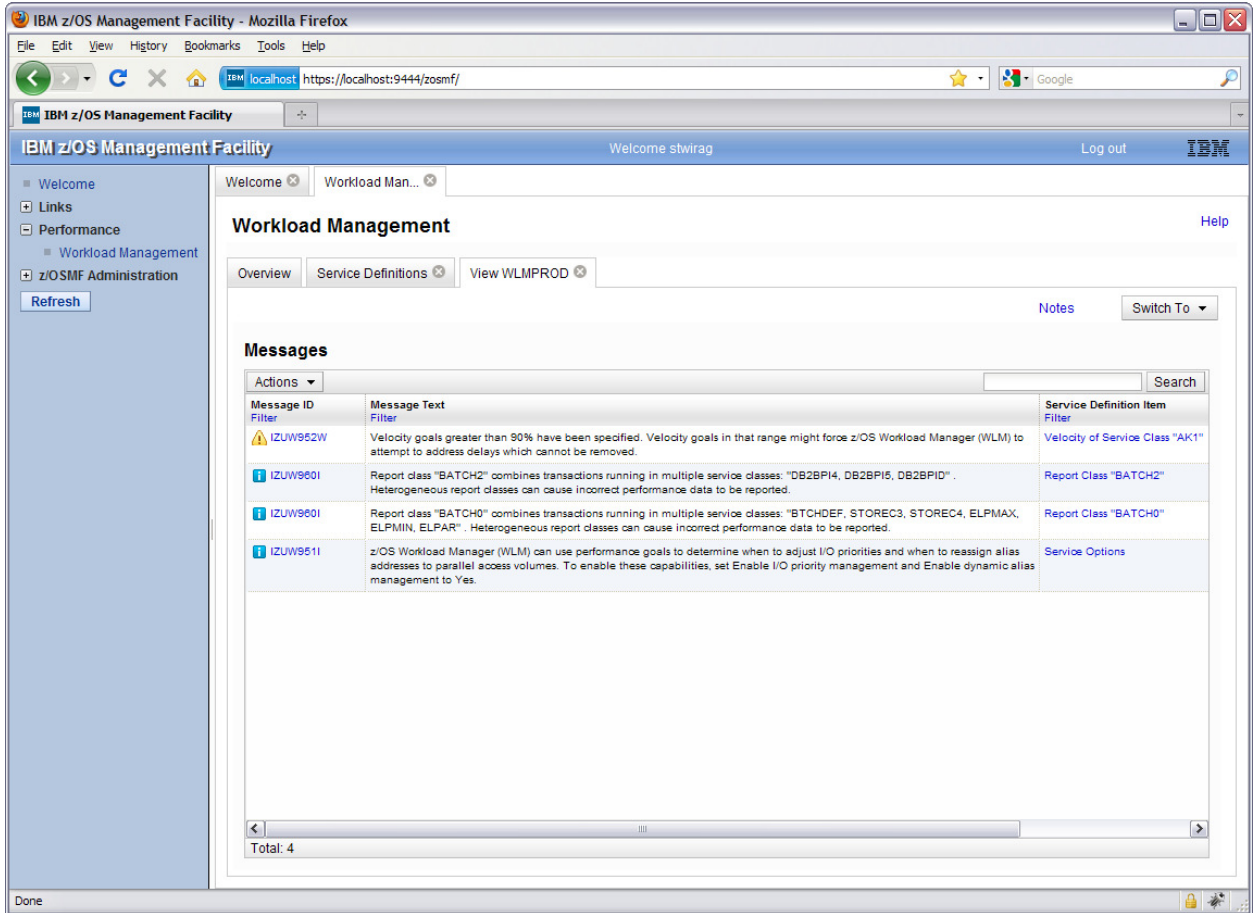 IBM z/OS Management Facility - Mozilla Firefox
File Edit View History Bookmarks Tools Help
IBM localhost https://localhost:9444/zosmf/ Google
IBM IBM z/OS Management Facility
IBM z/OS Management Facility Welcome stwirag Log out IBM
Welcome
Links
Performance
Workload Management
z/OSMF Administration
Refresh
Welcome Workload Man...
Workload Management Help
Overview Service Definitions View WLMPROD
Notes Switch To
Messages
Actions Search
Message ID Message Text Service Definition Item
Filter Filter Filter
IZUW952W Velocity goals greater than 90% have been specified. Velocity goals in that range might force z/OS Workload Manager (WLM) to Velocity of Service Class "AK1"
attempt to address delays which cannot be removed.
IZUW960I Report class "BATCH2" combines transactions running in multiple service classes: "DB2BPI4, DB2BPI5, DB2BPID" . Report Class "BATCH2"
Heterogeneous report classes can cause incorrect performance data to be reported.
IZUW960I Report class "BATCH0" combines transactions running in multiple service classes: "BTCHDEF, STOREC3, STOREC4, ELPMAX, Report Class "BATCH0"
ELPMIN, ELPAR" . Heterogeneous report classes can cause incorrect performance data to be reported.
IZUW951I z/OS Workload Manager (WLM) can use performance goals to determine when to adjust I/O priorities and when to reassign alias Service Options
addresses to parallel access volumes. To enable these capabilities, set Enable I/O priority management and Enable dynamic alias
management to Yes.
Total: 4
Done